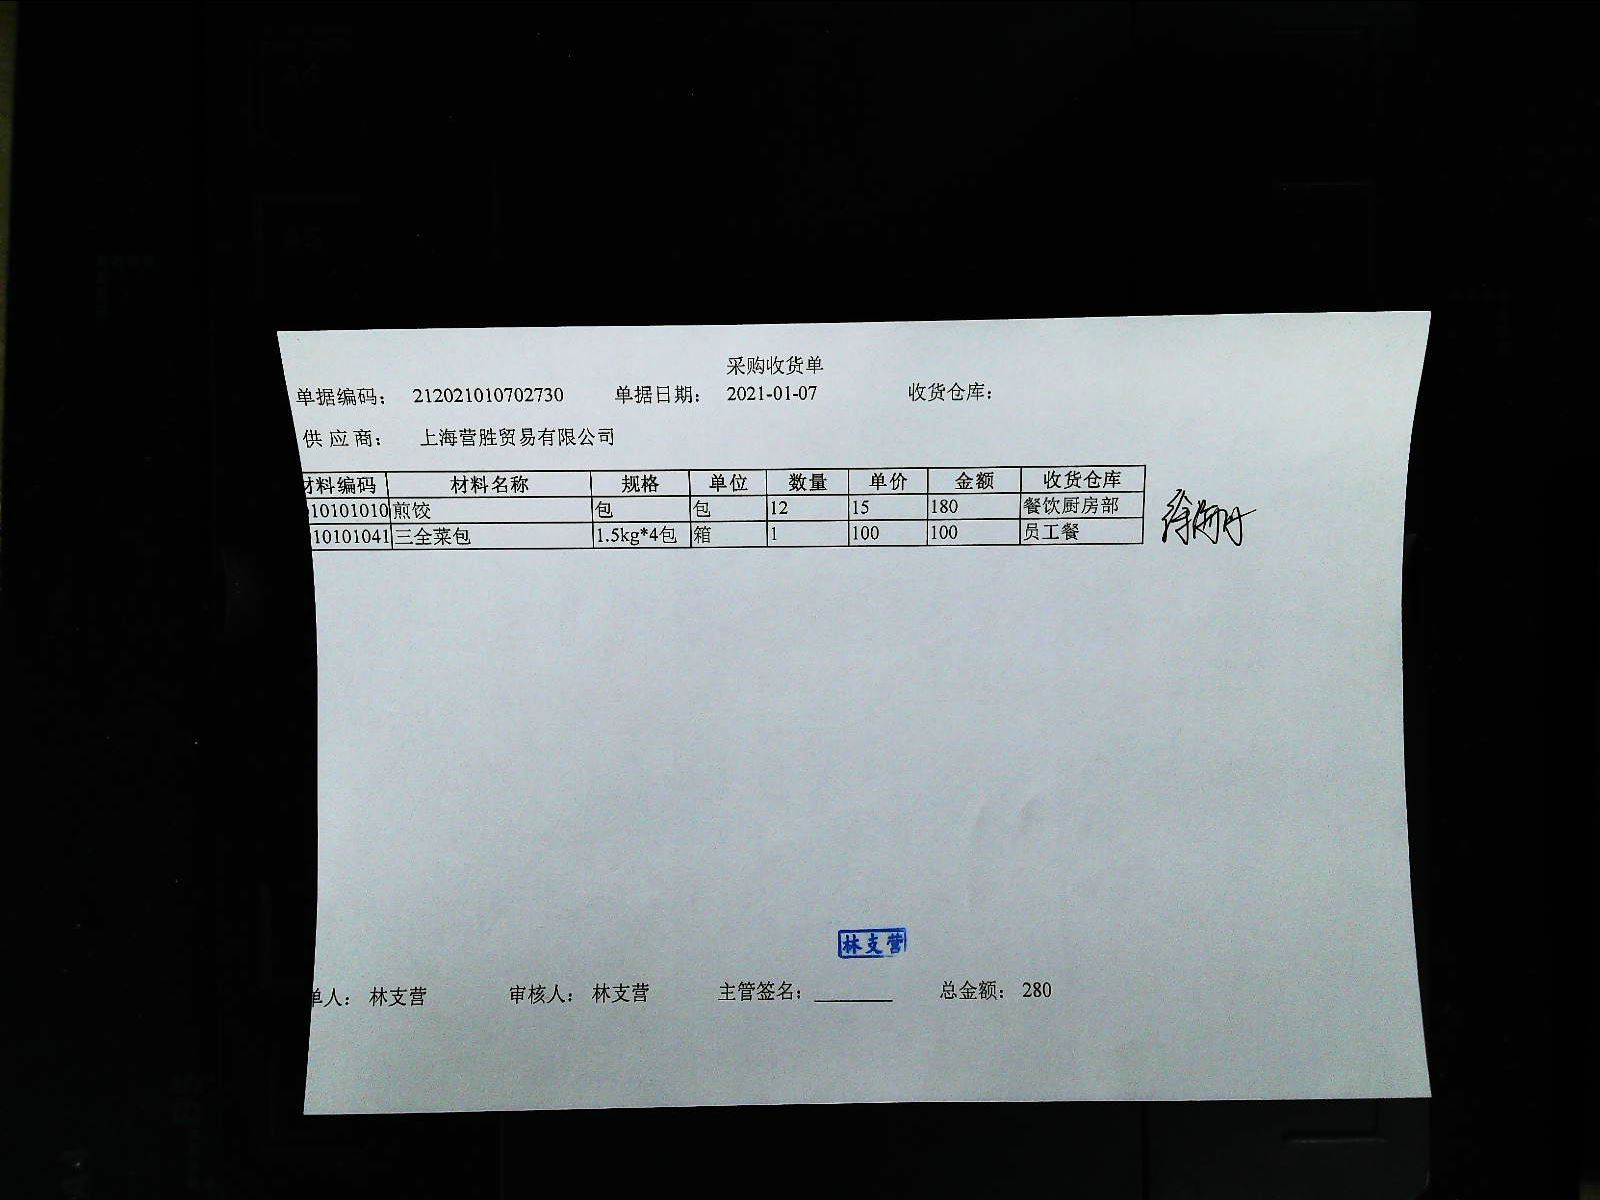 采购收货单
单据编码： 212021010702730 单据日期： 2021-01-07 收货仓库：
供应商： 上海营胜贸易有限公司
材料编码 材料名称 规格 单位 数量 单价 金额 收货仓库
10101010 煎饺 包 包 12 15 180 餐饮厨房部
10101041 三全菜包 1.5kg*4包 箱 1 100 100 员工餐
林支营
单人： 林支营 审核人： 林支营 主管签名： 总金额： 280